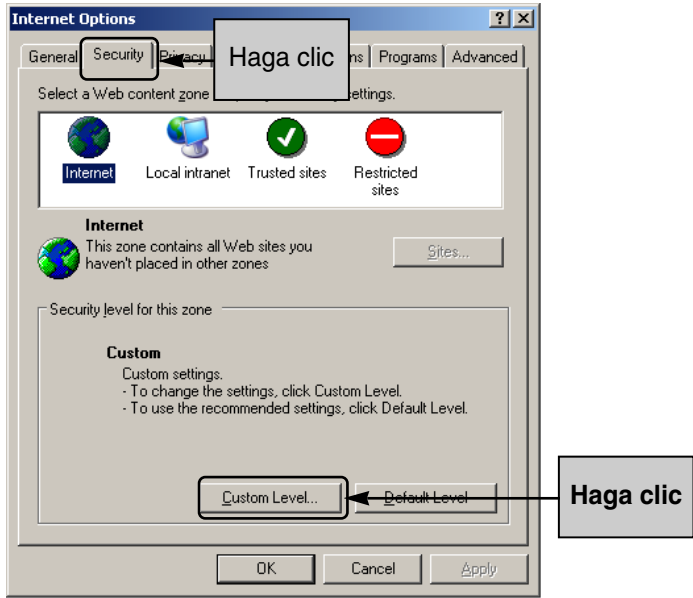 Internet Options
Haga clic
General Security Privacy ns Programs Advanced
Select a Web content zone ettings.
Internet Local intranet Trusted sites Restricted
sites
Internet
This zone contains all Web sites you
haven't placed in other zones
Sites...
Security level for this zone
Custom
Custom settings.
- To change the settings, click Custom Level.
- To use the recommended settings, click Default Level.
Custom Level... Default Level
Haga clic
OK Cancel Apply